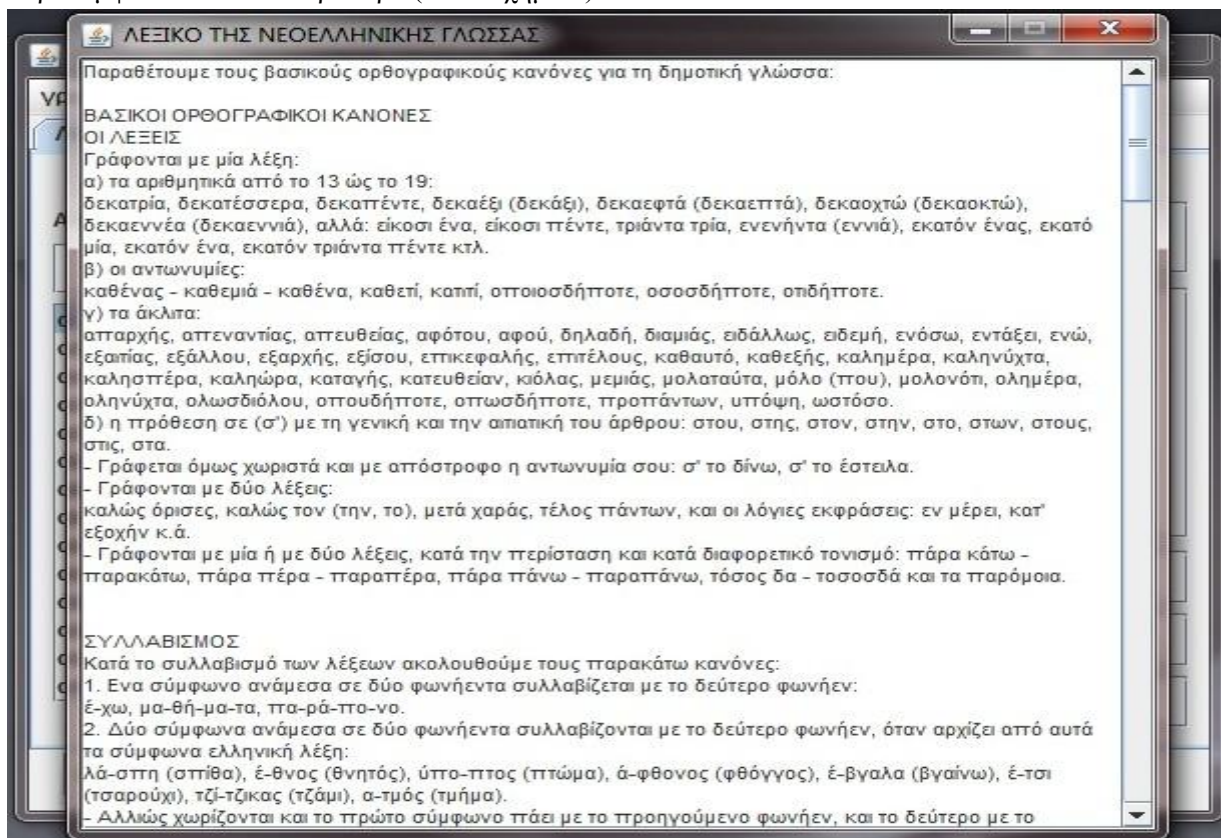 ΛΕΞΙΚΟ ΤΗΣ ΝΕΟΕΛΛΗΝΙΚΗΣ ΓΛΩΣΣΑΣ
Παραθέτουμε τους βασικούς ορθογραφικούς κανόνες για τη δημοτική γλώσσα:
ΒΑΣΙΚΟΙ ΟΡΘΟΓΡΑΦΙΚΟΙ ΚΑΝΟΝΕΣ
ΟΙ ΛΕΞΕΙΣ
Γράφονται με μία λέξη:
α) τα αριθμητικά από το 13 ώς το 19:
δεκατρία, δεκατέσσερα, δεκαπέντε, δεκαέξι (δεκάξι), δεκαεφτά (δεκαεπτά), δεκαοχτώ (δεκαοκτώ),
δεκαεννέα (δεκαεννιά), αλλά: είκοσι ένα, είκοσι πέντε, τριάντα τρία, ενενήντα (εννιά), εκατόν ένας, εκατό
μία, εκατόν ένα, εκατόν τριάντα πέντε κτλ.
β) οι αντωνυμίες:
καθένας - καθεμιά - καθένα, καθετί, κατιτί, οποιοσδήποτε, οσοσδήποτε, οτιδήποτε.
γ) τα άκλιτα:
απαρχής, απεναντίας, απευθείας, αφότου, αφού, δηλαδή, διαμιάς, ειδάλλως, ειδεμή, ενόσω, εντάξει, ενώ,
εξαιτίας, εξάλλου, εξαρχής, εξίσου, επικεφαλής, επιτέλους, καθαυτό, καθεξής, καλημέρα, καληνύχτα,
καλησπέρα, καληώρα, καταγής, κατευθείαν, κιόλας, μεμιάς, μολαταύτα, μόλο (που), μολονότι, ολημέρα,
οληνύχτα, ολωσδιόλου, οπουδήποτε, οπωσδήποτε, προπάντων, υπόψη, ωστόσο.
δ) η πρόθεση σε (σ') με τη γενική και την αιτιατική του άρθρου: στου, στης, στον, στην, στο, στων, στους,
στις, στα.
- Γράφεται όμως χωριστά και με απόστροφο η αντωνυμία σου: σ' το δίνω, σ' το έστειλα.
- Γράφονται με δύο λέξεις:
καλώς όρισες, καλώς τον (την, το), μετά χαράς, τέλος πάντων, και οι λόγιες εκφράσεις: εν μέρει, κατ'
εξοχήν κ.ά.
- Γράφονται με μία ή με δύο λέξεις, κατά την περίσταση και κατά διαφορετικό τονισμό: πάρα κάτω -
παρακάτω, πάρα πέρα - παραπέρα, πάρα πάνω - παραπάνω, τόσος δα - τοσοσδά και τα παρόμοια.
ΣΥΛΛΑΒΙΣΜΟΣ
Κατά το συλλαβισμό των λέξεων ακολουθούμε τους παρακάτω κανόνες:
1. Ενα σύμφωνο ανάμεσα σε δύο φωνήεντα συλλαβίζεται με το δεύτερο φωνήεν:
έ-χω, μα-θή-μα-τα, πα-ρά-πο-νο.
2. Δύο σύμφωνα ανάμεσα σε δύο φωνήεντα συλλαβίζονται με το δεύτερο φωνήεν, όταν αρχίζει από αυτά
τα σύμφωνα ελληνική λέξη:
λά-σπη (σπίθα), έ-θνος (θνητός), ύπο-πτος (πτώμα), ά-φθονος (φθόγγος), έ-βγαλα (βγαίνω), έ-τσι
(τσαρούχι), τζί-τζικας (τζάμι), α-τμός (τμήμα).
- Αλλιώς χωρίζονται και το πρώτο σύμφωνο πάει με το προηγούμενο φωνήεν, και το δεύτερο με το